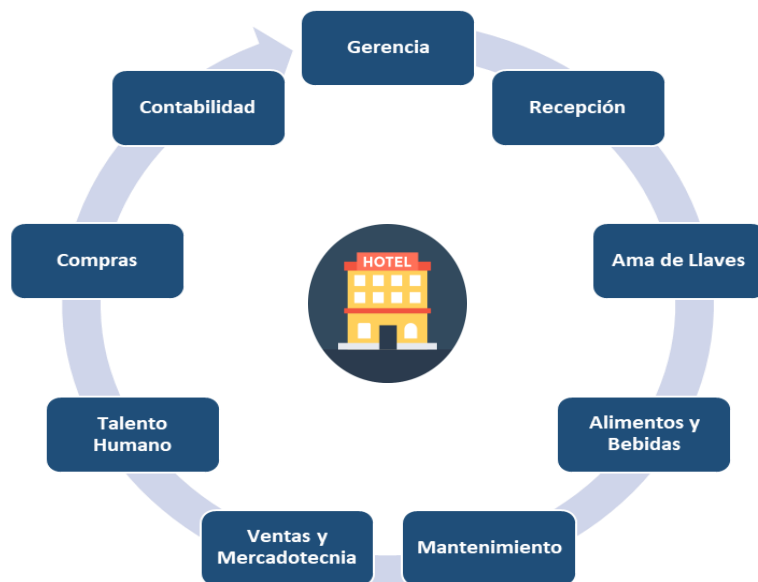 Gerencia
Recepción
Ama de Llaves
Alimentos y
Bebidas
Mantenimiento
Ventas y
Mercadotecnia
Talento
Humano
Compras
Contabilidad
HOTEL